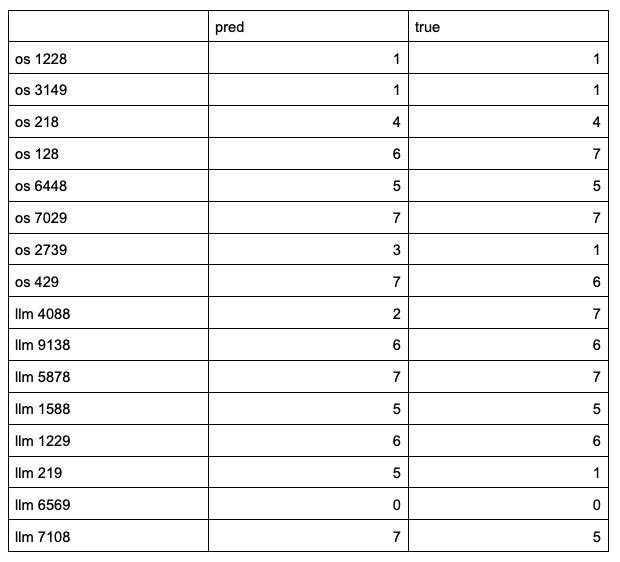 pred true
os 1228 1 1
os 3149 1 1
os 218 4 4
os 128 6 7
os 6448 5 5
os 7029 7 7
os 2739 3 1
os 429 7 6
llm 4088 2 7
llm 9138 6 6
llm 5878 7 7
llm 1588 5 5
llm 1229 6 6
llm 219 5 1
llm 6569 0 0
llm 7108 7 5